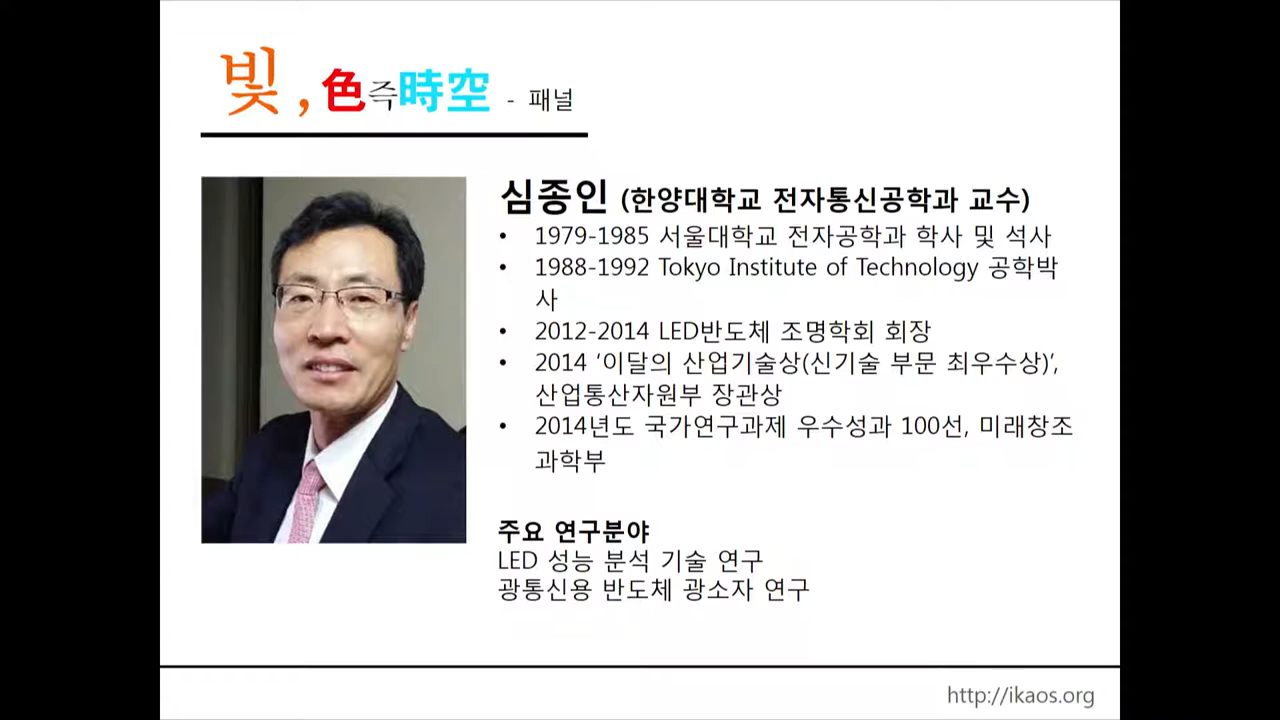 빛, 色즉時空 - 패널
심종인 (한양대학교 전자통신공학과 교수)
• 1979-1985 서울대학교 전자공학과 학사 및 석사
• 1988-1992 Tokyo Institute of Technology 공학박
사
• 2012-2014 LED반도체 조명학회 회장
• 2014 ‘이달의 산업기술상(신기술 부문 최우수상)’,
산업통산자원부 장관상
• 2014년도 국가연구과제 우수성과 100선, 미래창조
과학부
주요 연구분야
LED 성능 분석 기술 연구
광통신용 반도체 광소자 연구
http://ikaos.org